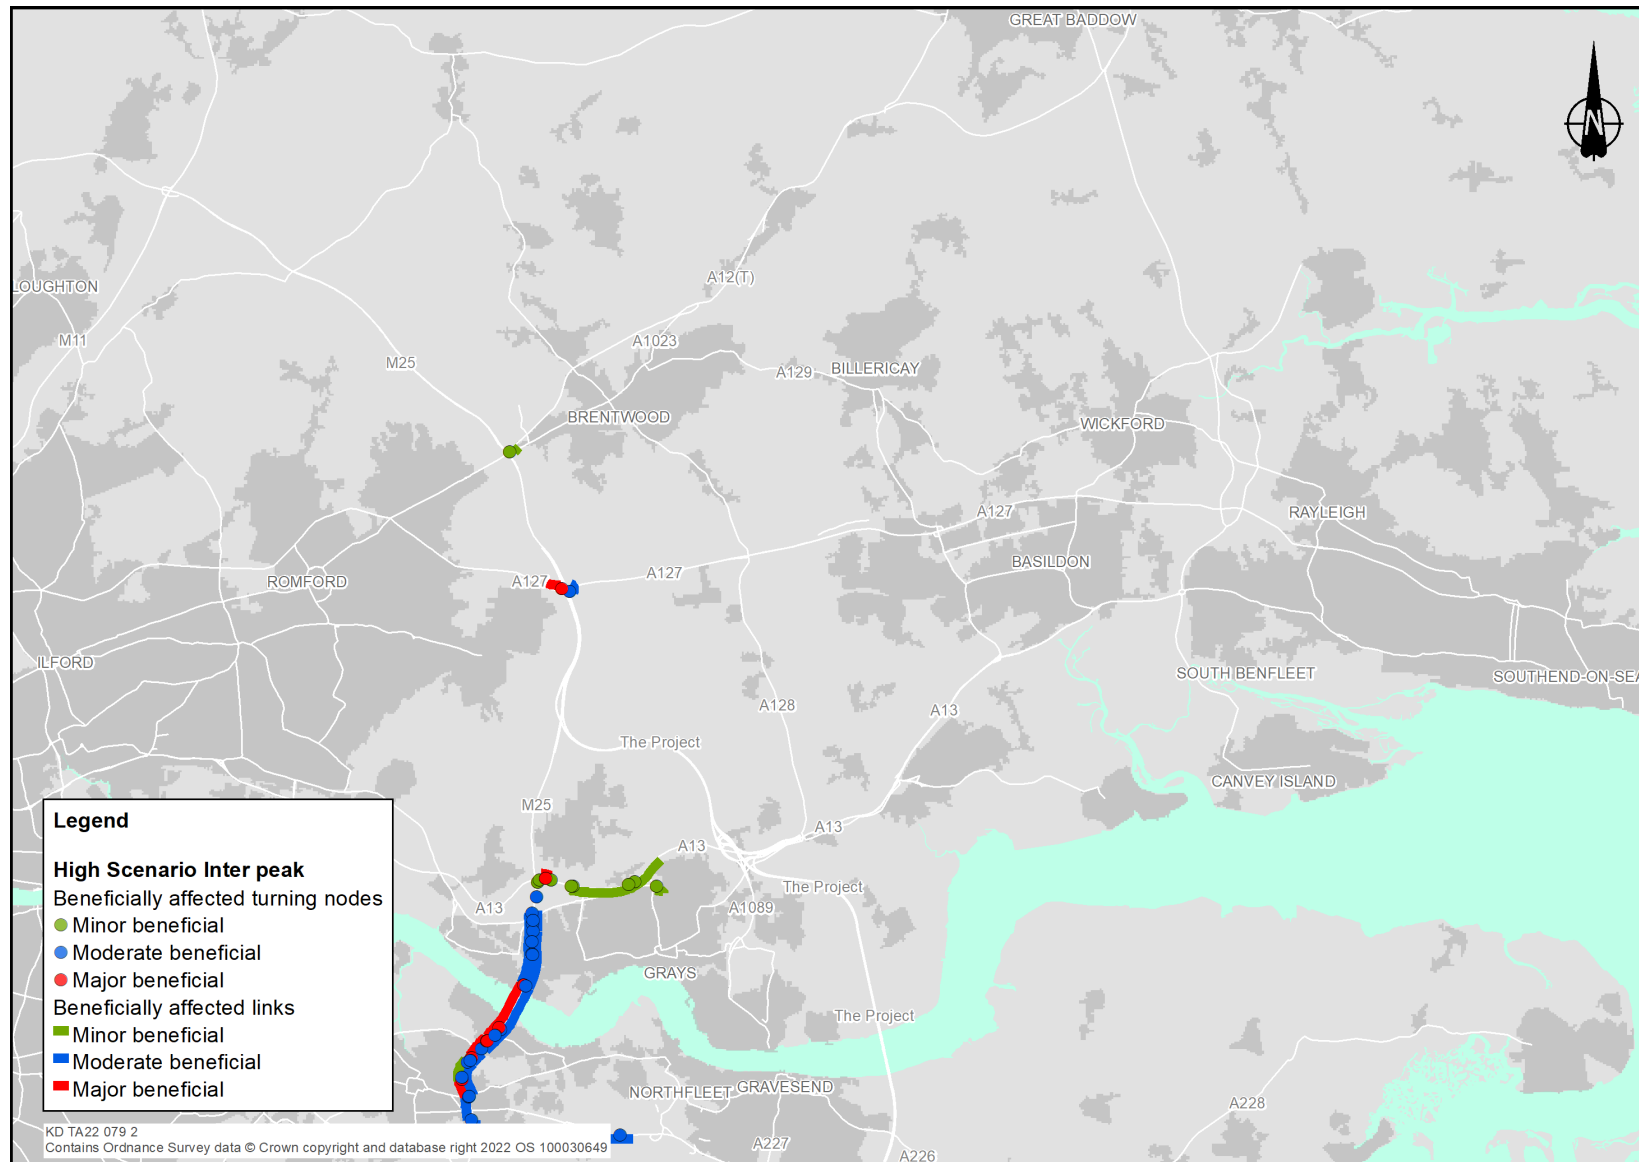 GREAT BADDOW
N
A12(T)
LOUGHTON
M11
A1023
M25
A129
BILLERICAY
BRENTWOOD
WICKFORD
A127
RAYLEIGH
BASILDON
A127
A127
ROMFORD
ILFORD
SOUTH BENFLEET
SOUTHEND-ON-SEA
A128
A13
The Project
CANVEY ISLAND
M25
A13
A13
The Project
A13
A1089
GRAYS
The Project
NORTHFLEET
GRAVESEND
A228
A227
A226
Legend
High Scenario Inter peak
Beneficially affected turning nodes
Minor beneficial
Moderate beneficial
Major beneficial
Beneficially affected links
Minor beneficial
Moderate beneficial
Major beneficial
KD TA22 079 2
Contains Ordnance Survey data © Crown copyright and database right 2022 OS 100030649